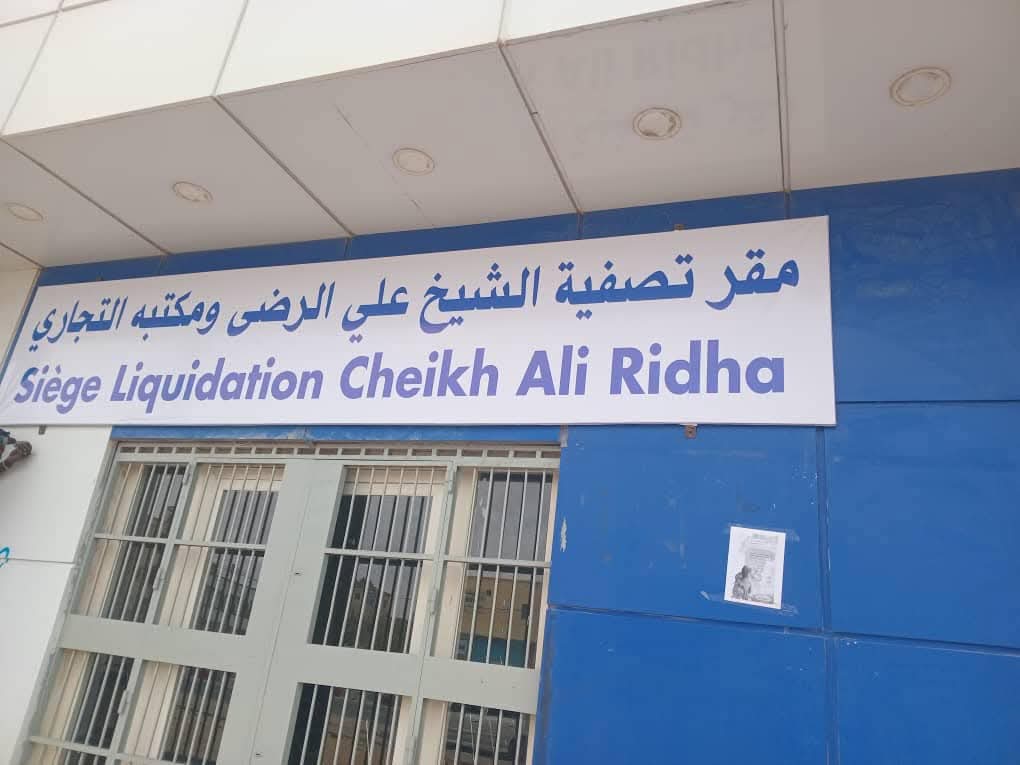 مقر تصفية الشيخ علي الرضى ومكتبه التجاري
Siège Liquidation Cheikh Ali Ridha